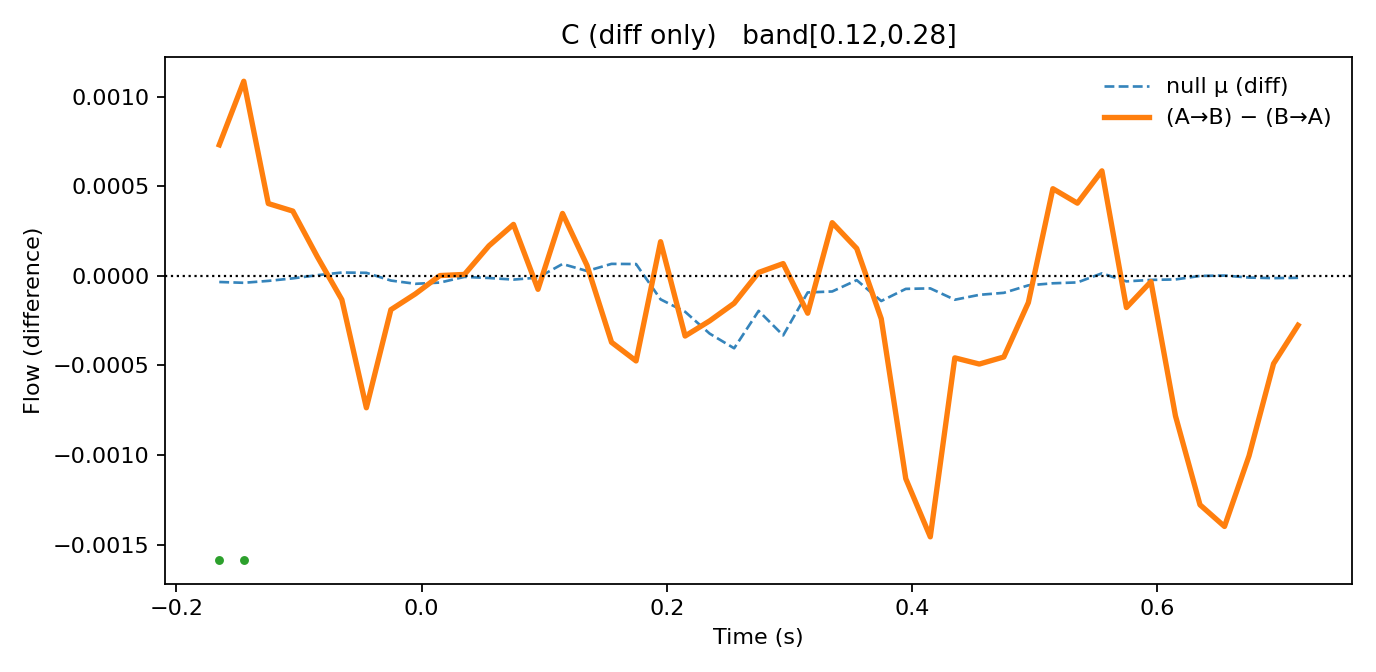 C (diff only)   band[0.12,0.28]
null μ (diff)
(A→B) − (B→A)
Flow (difference)
0.0010
0.0005
0.0000
−0.0005
−0.0010
−0.0015
−0.2 0.0 0.2 0.4 0.6
Time (s)